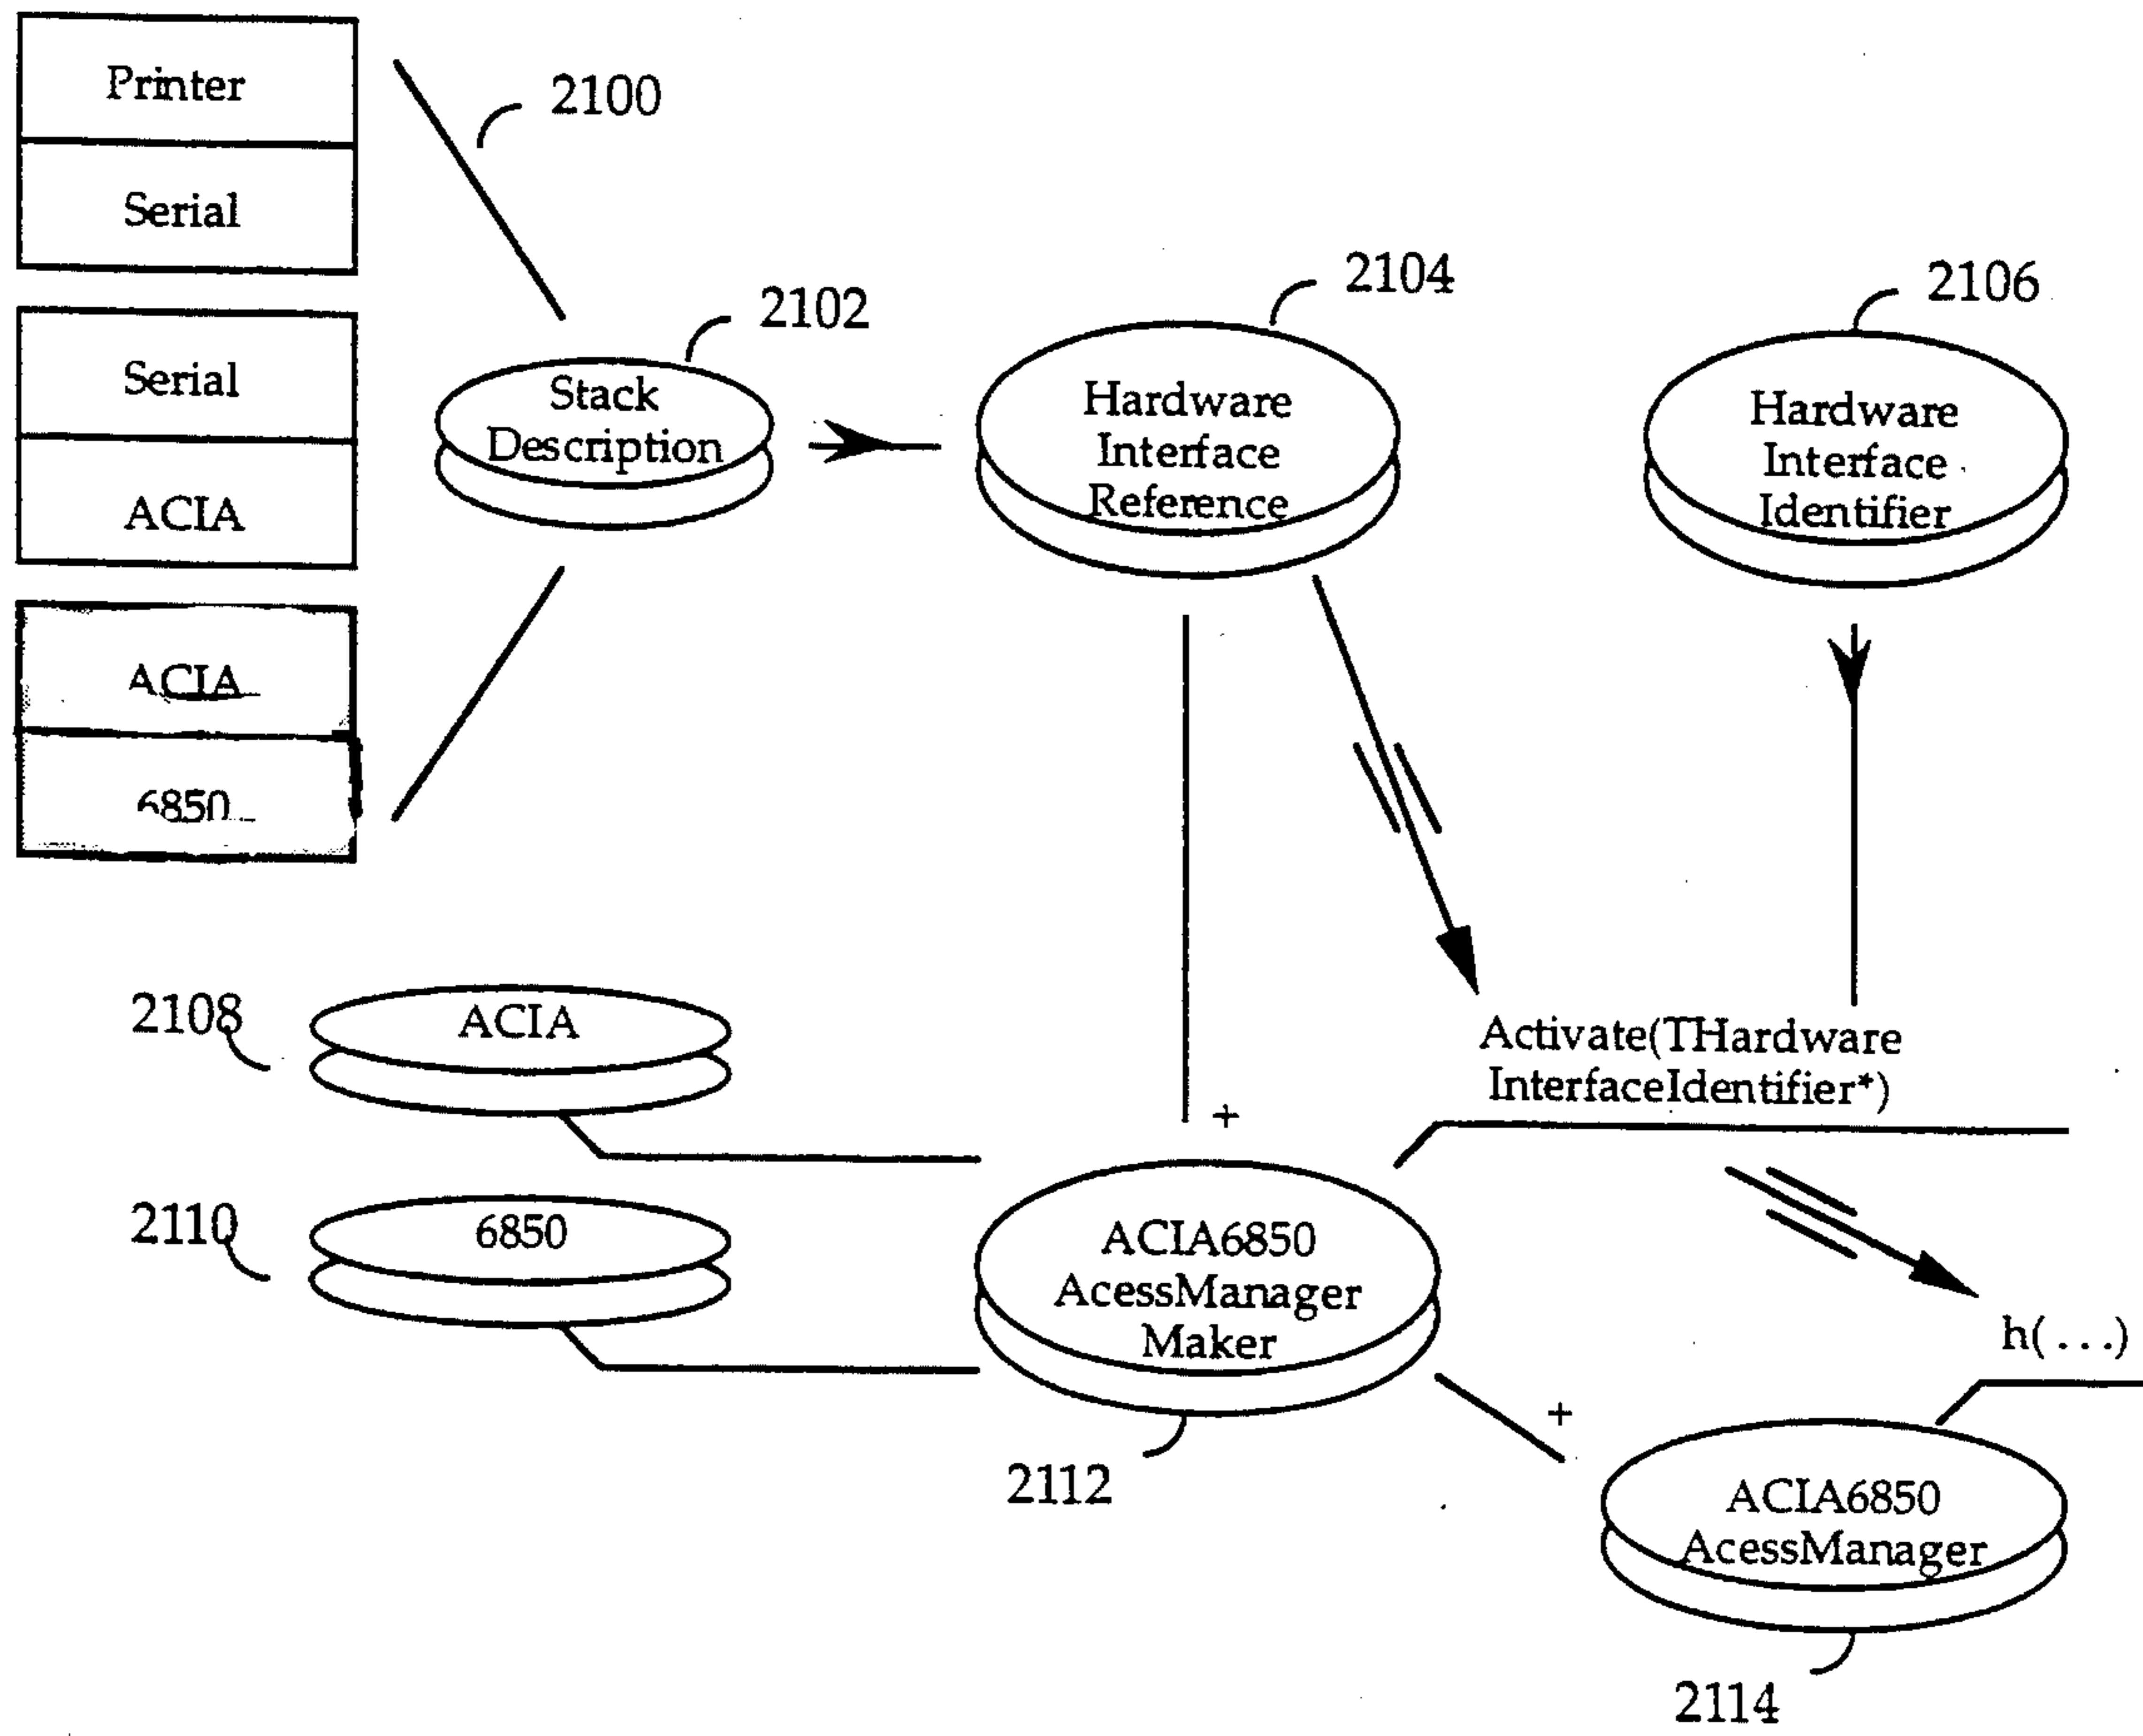 Printer
2100
Serial
2102
2104
2106
Serial
ACIA
Stack
Description
Hardware
Interface
Reference
Hardware
Interface
Identifier
ACIA
6850
2108
ACIA
Activate(THardware
InterfaceIdentifier*)
+
2110
6850
ACIA6850
AcessManager
Maker
h(...)
+
2112
ACIA6850
AcessManager
2114